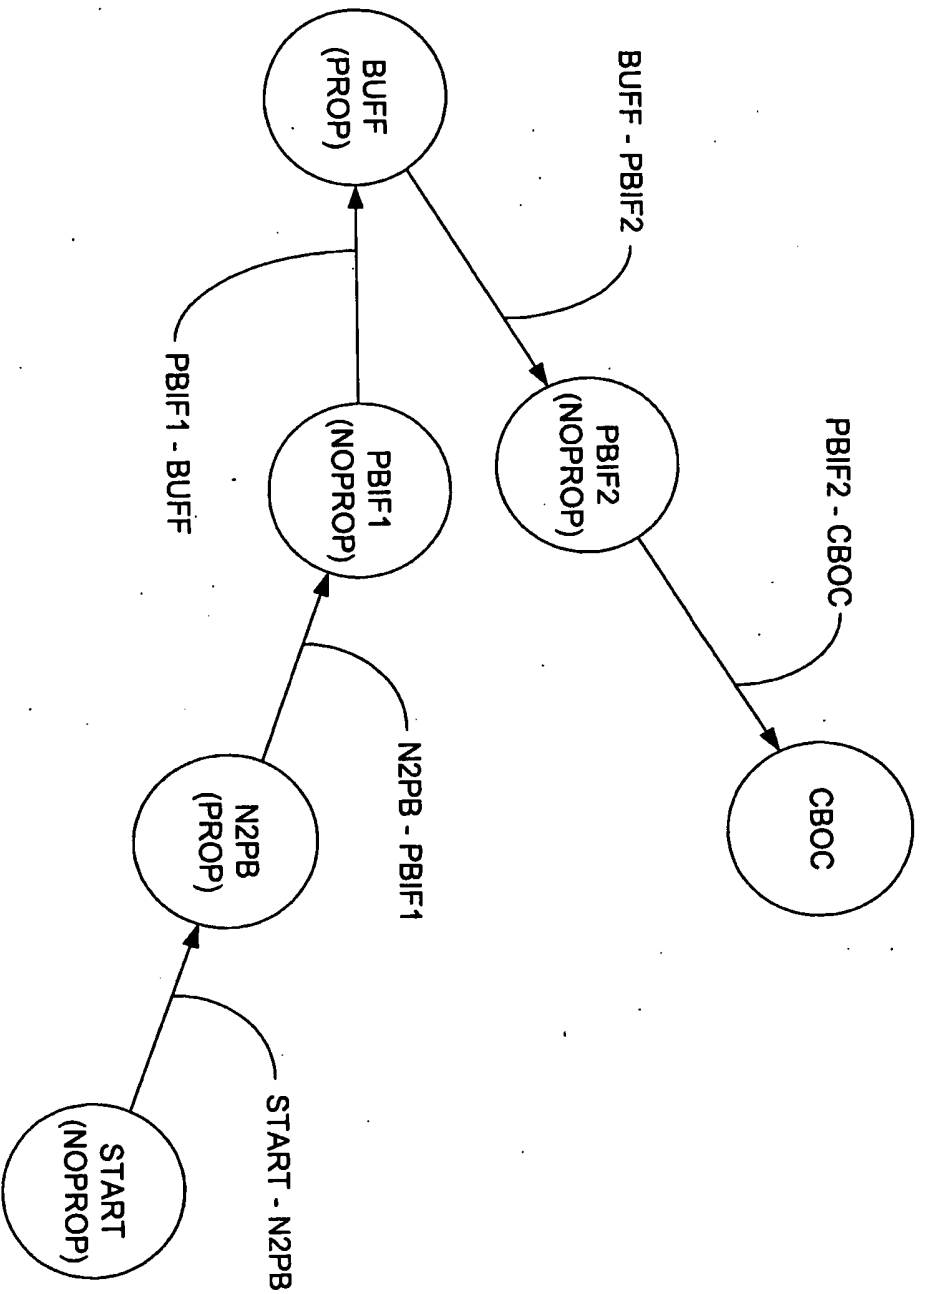 PBIF2 - CBOC
CBOC
BUFF - PBIF2
PBIF2
(NOPROP)
N2PB - PBIF1
BUFF
(PROP)
PBIF1
(NOPROP)
START - N2PB
N2PB
(PROP)
PBIF1 - BUFF
START
(NOPROP)